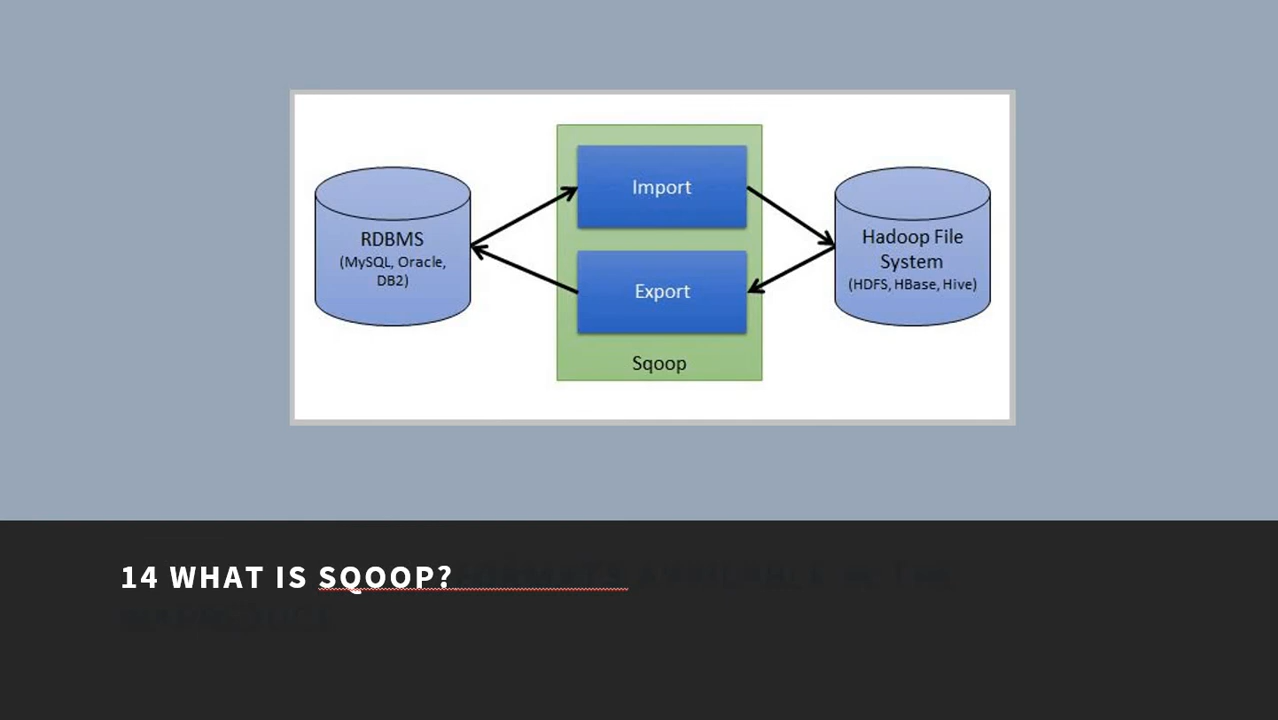 Import
RDBMS
(MySQL, Oracle,
DB2)
Hadoop File
System
(HDFS, HBase, Hive)
Export
Sqoop
14 WHAT IS SQOOP?